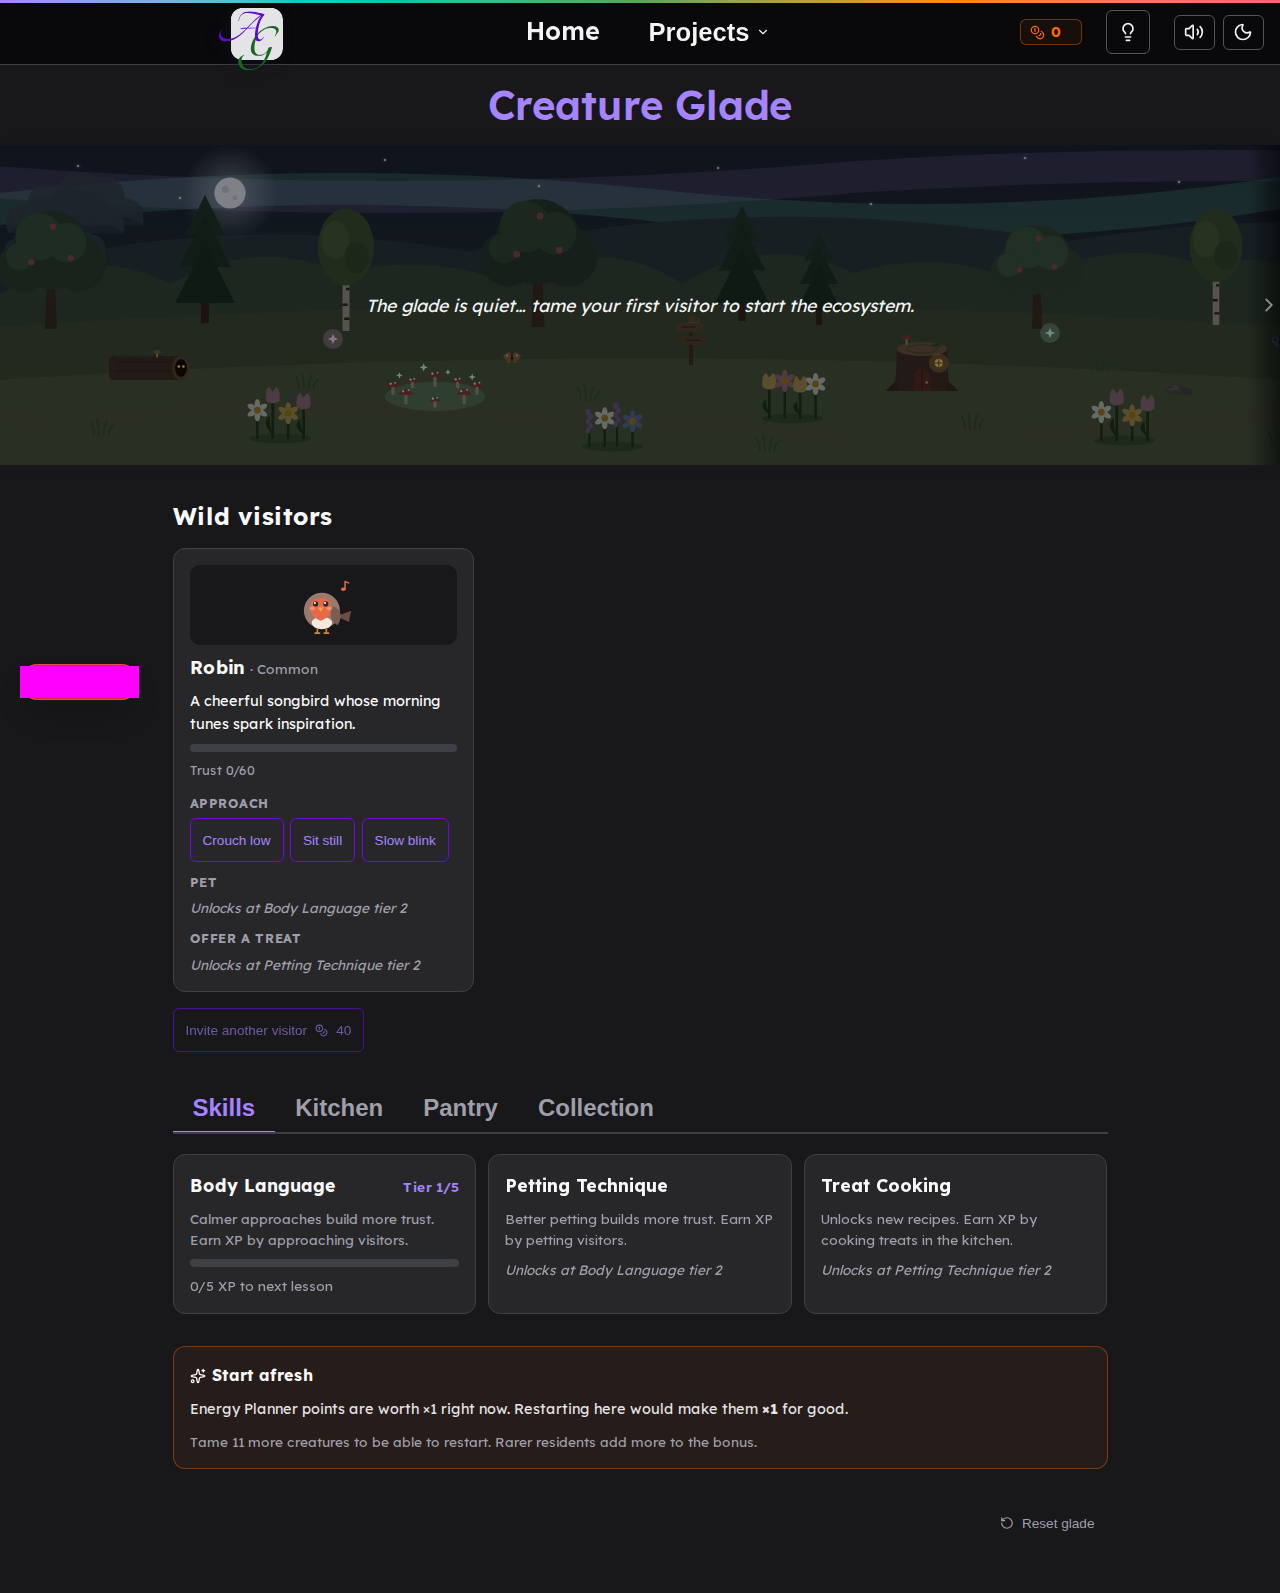 AG
Home
Projects
0
Creature Glade
The glade is quiet... tame your first visitor to start the ecosystem.
Wild visitors
Robin · Common
A cheerful songbird whose morning
tunes spark inspiration.
Trust 0/60
APPROACH
Crouch low
Sit still
Slow blink
PET
Unlocks at Body Language tier 2
OFFER A TREAT
Unlocks at Petting Technique tier 2
Invite another visitor 40
Skills
Kitchen
Pantry
Collection
Body Language
Tier 1/5
Calmer approaches build more trust.
Earn XP by approaching visitors.
0/5 XP to next lesson
Petting Technique
Better petting builds more trust. Earn XP
by petting visitors.
Unlocks at Body Language tier 2
Treat Cooking
Unlocks new recipes. Earn XP by
cooking treats in the kitchen.
Unlocks at Petting Technique tier 2
Start afresh
Energy Planner points are worth ×1 right now. Restarting here would make them ×1 for good.
Tame 11 more creatures to be able to restart. Rarer residents add more to the bonus.
Reset glade